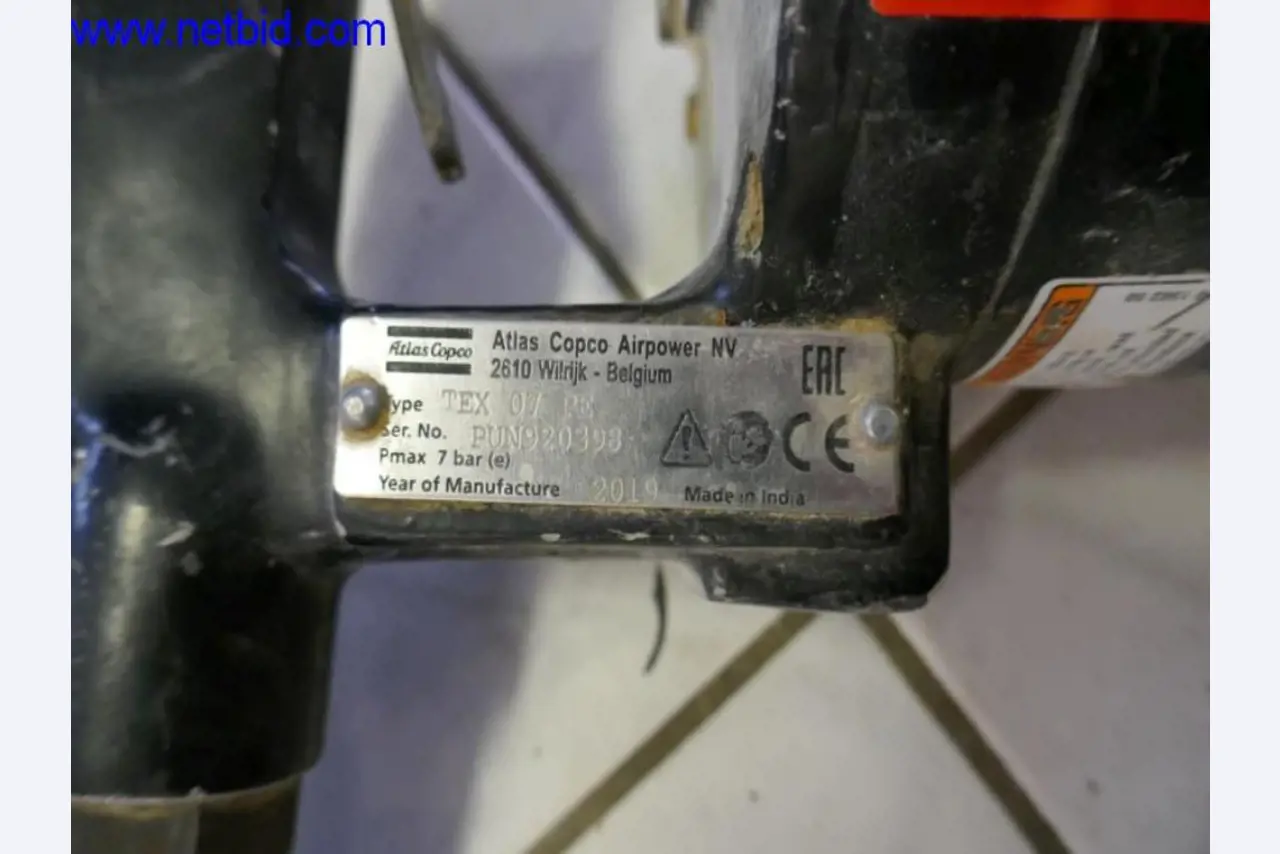 www.netbid.com
Atlas Copco
Atlas Copco Airpower NV
2610 Wilrijk - Belgium
EAC
Type TEX 07 PE
Ser. No. PUN920398
Pmax 7 bar (e)
CE
Year of Manufacture 2019 Made in India